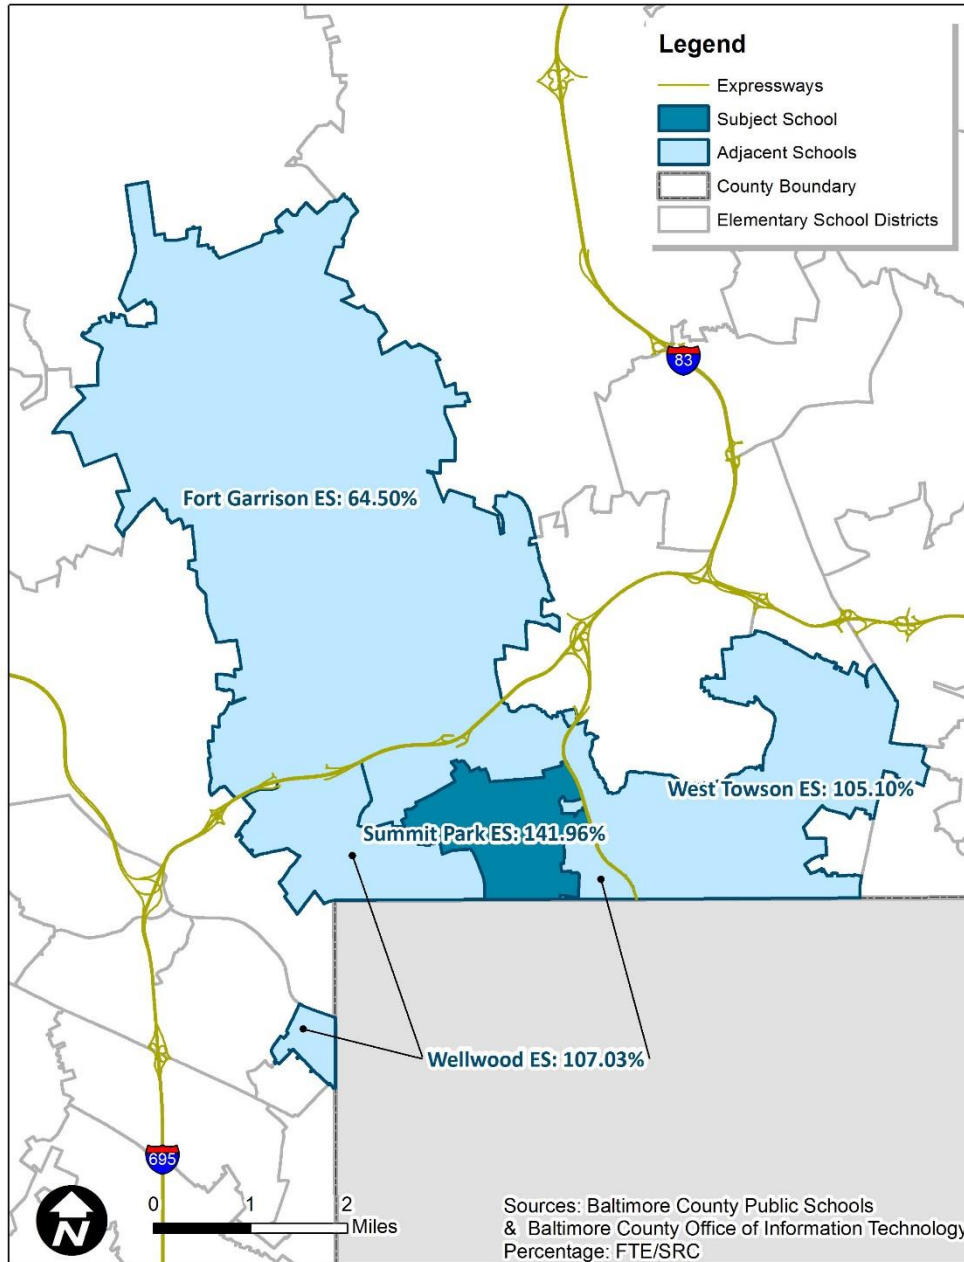 Legend
Expressways
Subject School
Adjacent Schools
County Boundary
Elementary School Districts
83
Fort Garrison ES: 64.50%
West Towson ES: 105.10%
Summit Park ES: 141.96%
Wellwood ES: 107.03%
695
N
0 1 2
Miles
Sources: Baltimore County Public Schools
& Baltimore County Office of Information Technology
Percentage: FTE/SRC